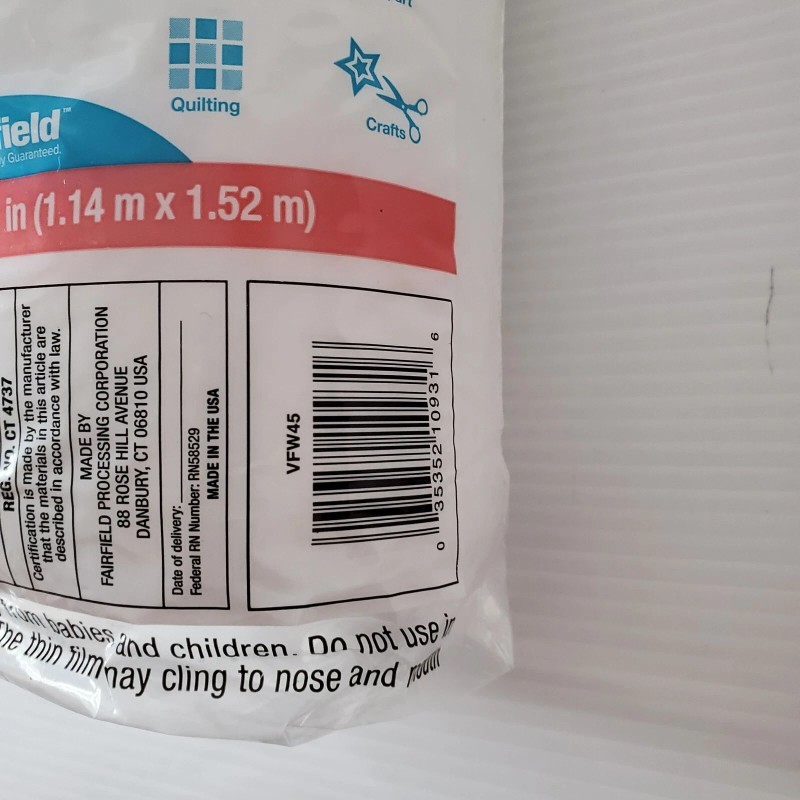 Quilting
Crafts
ield™
y Guaranteed.
in (1.14 m x 1.52 m)
REG. NO. CT 4737
Certification is made by the manufacturer
that the materials in this article are
described in accordance with law.
MADE BY
FAIRFIELD PROCESSING CORPORATION
88 ROSE HILL AVENUE
DANBURY, CT 06810 USA
Date of delivery:
Federal RN Number: RN58529
MADE IN THE USA
VFW45
0 35352 10931 6
from babies and children. Do not use in
The thin film may cling to nose and